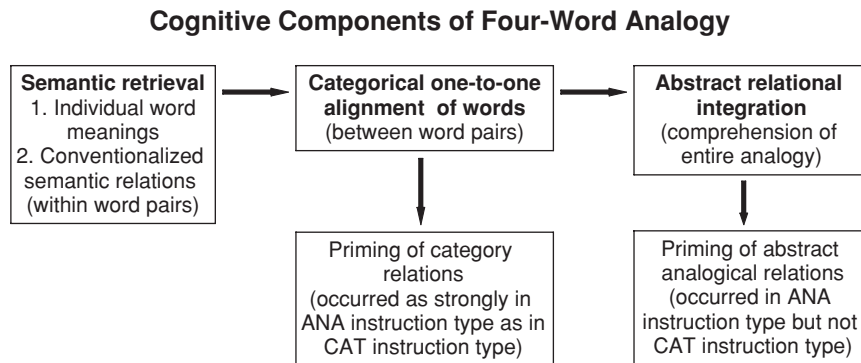 Cognitive Components of Four-Word Analogy
Semantic retrieval
1. Individual word
meanings
2. Conventionalized
semantic relations
(within word pairs)
Categorical one-to-one
alignment of words
(between word pairs)
Abstract relational
integration
(comprehension of
entire analogy)
Priming of category
relations
(occurred as strongly in
ANA instruction type as in
CAT instruction type)
Priming of abstract
analogical relations
(occurred in ANA
instruction type but not
CAT instruction type)